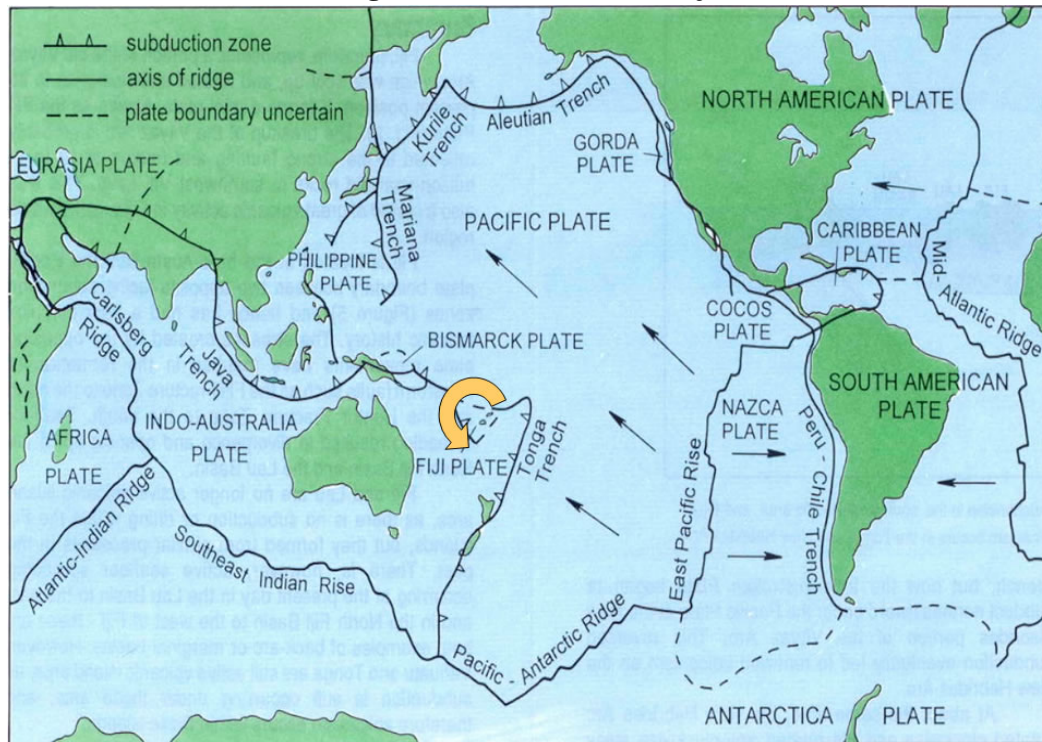 subduction zone
axis of ridge
plate boundary uncertain
EURASIA PLATE
Kurile
Trench
Aleutian
Trench
NORTH AMERICAN PLATE
GORDA
PLATE
Mariana
Trench
PACIFIC PLATE
PHILIPPINE
PLATE
CARIBBEAN
PLATE
Mid-
Atlantic Ridge
Carlsberg
Ridge
Java
Trench
COCOS
PLATE
BISMARCK PLATE
SOUTH AMERICAN
PLATE
NAZCA
PLATE
AFRICA
PLATE
INDO-AUSTRALIA
PLATE
FIJI PLATE
Tonga
Trench
Peru - Chile Trench
East Pacific Rise
Atlantic-Indian Ridge
Southeast Indian Rise
Pacific - Antarctic Ridge
ANTARCTICA PLATE